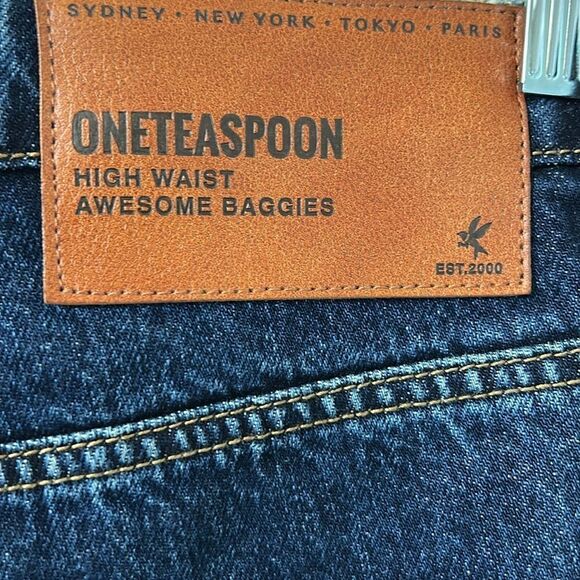 SYDNEY · NEW YORK · TOKYO · PARIS
ONETEASPOON
HIGH WAIST
AWESOME BAGGIES
EST.2000